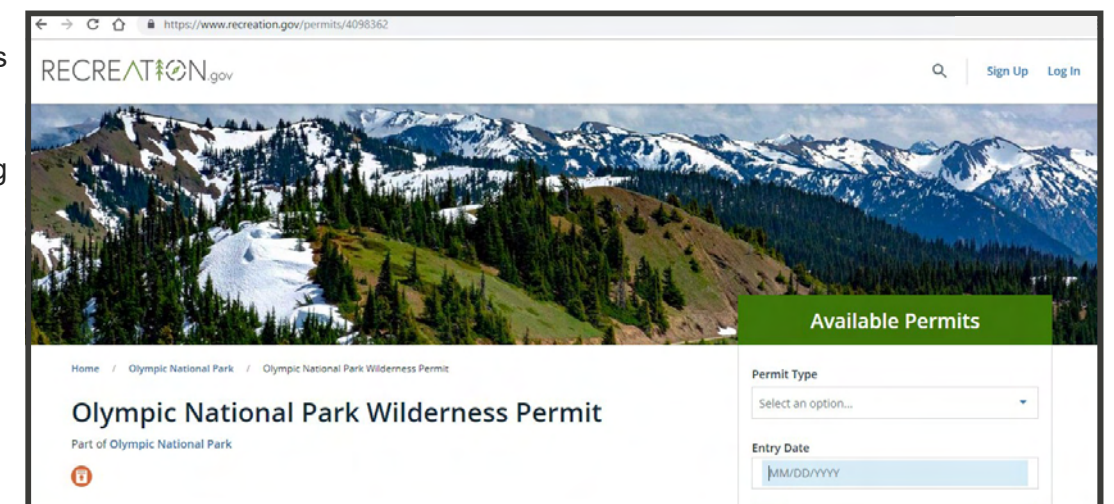 s
g
https://www.recreation.gov/permits/4098362
RECREATION.gov
Sign Up Log In
Available Permits
Home / Olympic National Park / Olympic National Park Wilderness Permit
Permit Type
Select an option...
Olympic National Park Wilderness Permit
Part of Olympic National Park
Entry Date
MM/DD/YYYY